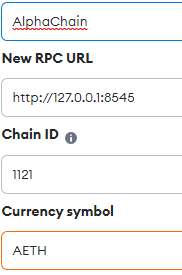 AlphaChain
New RPC URL
http://127.0.0.1:8545
Chain ID
1121
Currency symbol
AETH